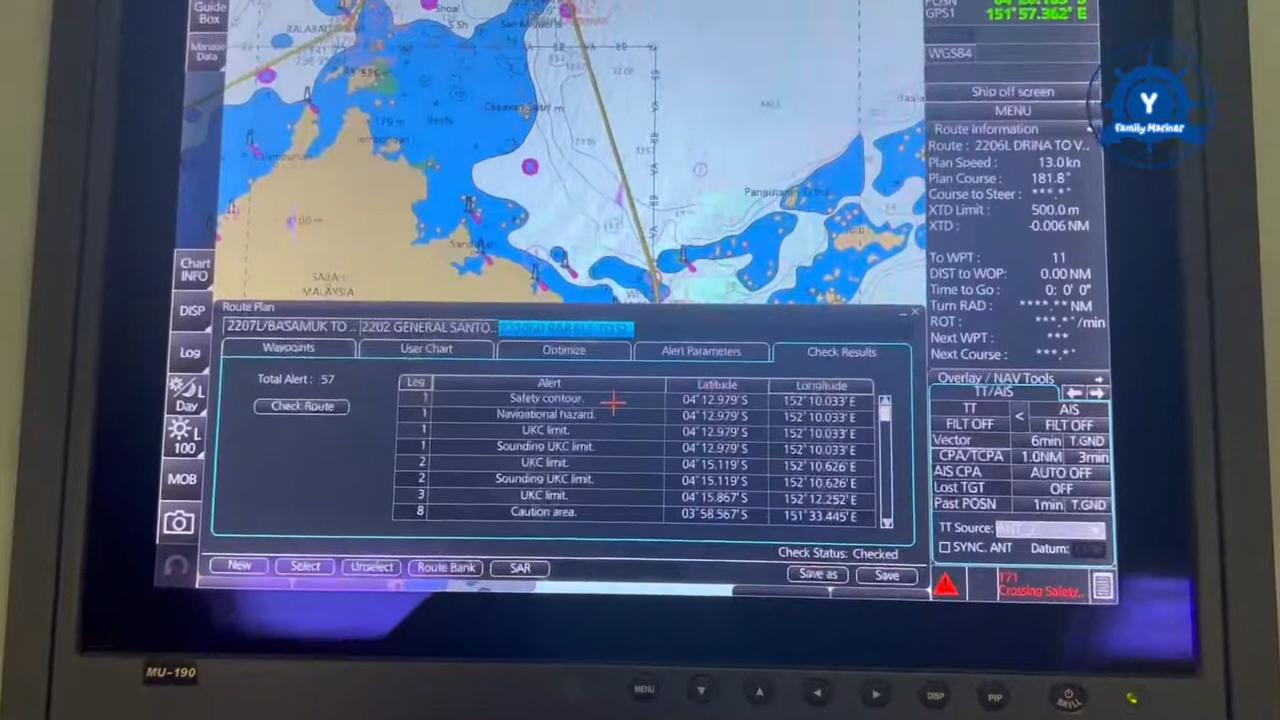 Guide
Box
Manage
Data
Shoal
San Miguel
GPS1 151°57.362'E
WGS84
Ship off screen
MENU
Route Information
Route : 2206L DRINA TO V..
Plan Speed : 13.0 kn
Plan Course : 181.8°
Course to Steer : ***.*°
XTD Limit : 500.0 m
XTD : -0.006 NM
To WPT : 11
DIST to WOP: 0.00 NM
Time to Go : 0: 0' 0"
Turn RAD : ****.** NM
ROT : ***.*°/min
Next WPT : ***
Next Course : ***.*°
Overlay / NAV Tools
TT/AIS
TT < AIS
FILT OFF FILT OFF
Vector 6min T.GND
CPA/TCPA 1.0NM 3min
AIS CPA AUTO OFF
Lost TGT OFF
Past POSN 1min T.GND
TT Source:
SYNC. ANT Datum:
171
Crossing Safety..
Y
Family Mariner
SABAH
MALAYSIA
Chart
INFO
DISP
Log
L
Day
L
100
MOB
Route Plan
2207L/BASAMUK TO .. 2202 GENERAL SANTO..
Waypoints User Chart Optimize Alert Parameters Check Results
Total Alert : 57
Check Route
Leg Alert Latitude Longitude
1 Safety contour. 04°12.979'S 152°10.033'E
1 Navigational hazard. 04°12.979'S 152°10.033'E
1 UKC limit. 04°12.979'S 152°10.033'E
1 Sounding UKC limit. 04°12.979'S 152°10.033'E
2 UKC limit. 04°15.119'S 152°10.626'E
2 Sounding UKC limit. 04°15.119'S 152°10.626'E
3 UKC limit. 04°15.867'S 152°12.252'E
8 Caution area. 03°58.567'S 151°33.445'E
Check Status: Checked
New Select Unselect Route Bank SAR Save as Save
MU-190
MENU DISP PIP BRILL